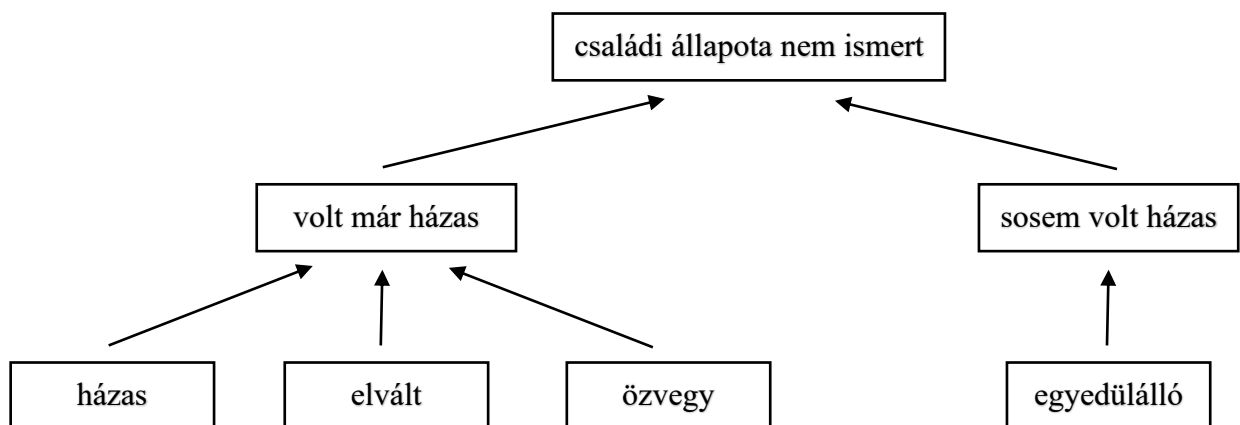 családi állapota nem ismert
volt már házas
sosem volt házas
házas
elvált
özvegy
egyedülálló